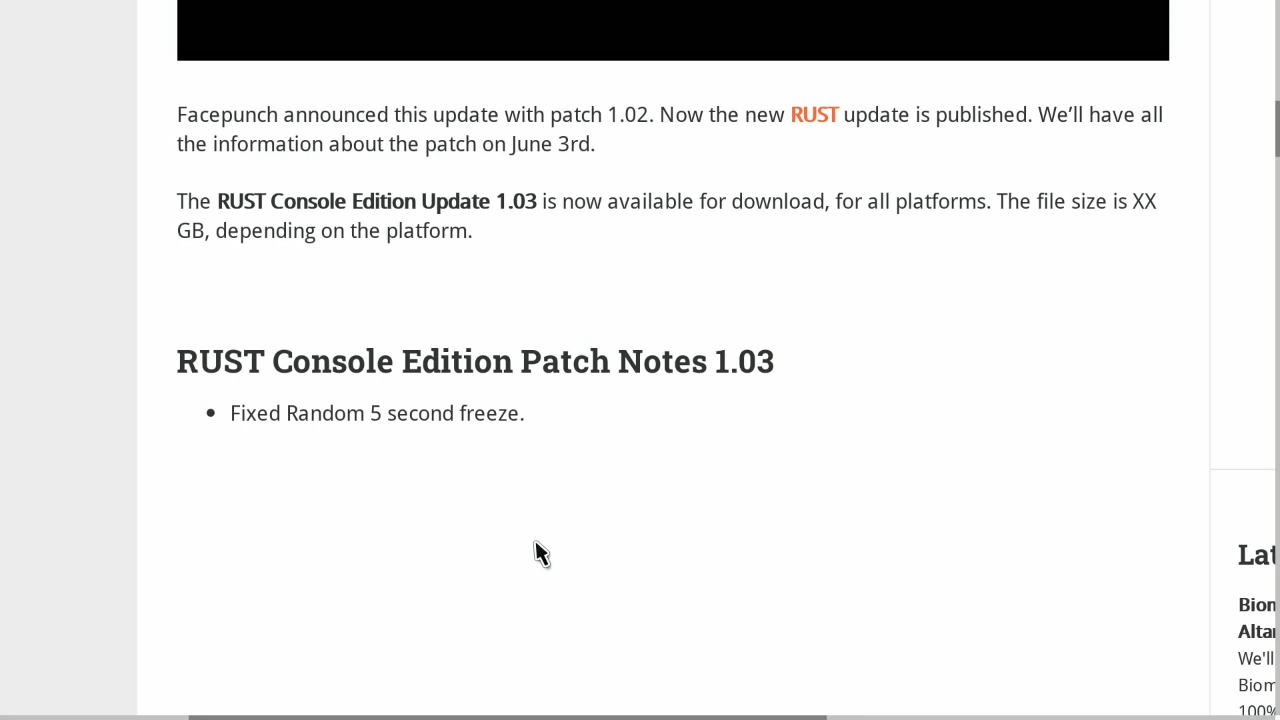 Facepunch announced this update with patch 1.02. Now the new RUST update is published. We’ll have all
the information about the patch on June 3rd.
The RUST Console Edition Update 1.03 is now available for download, for all platforms. The file size is XX
GB, depending on the platform.
RUST Console Edition Patch Notes 1.03
Fixed Random 5 second freeze.
We'll
100%